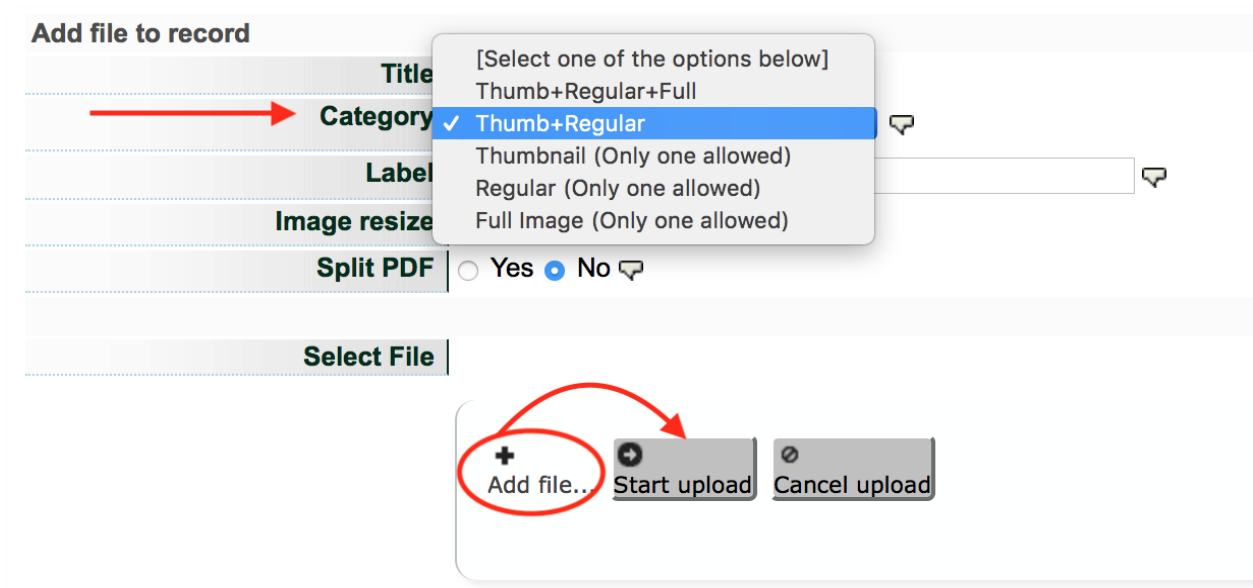 Add file to record
Title
[Select one of the options below]
Thumb+Regular+Full
Category
✓ Thumb+Regular
Thumbnail (Only one allowed)
Label
Regular (Only one allowed)
Image resize
Full Image (Only one allowed)
Split PDF Yes No
Select File
Add file... Start upload Cancel upload